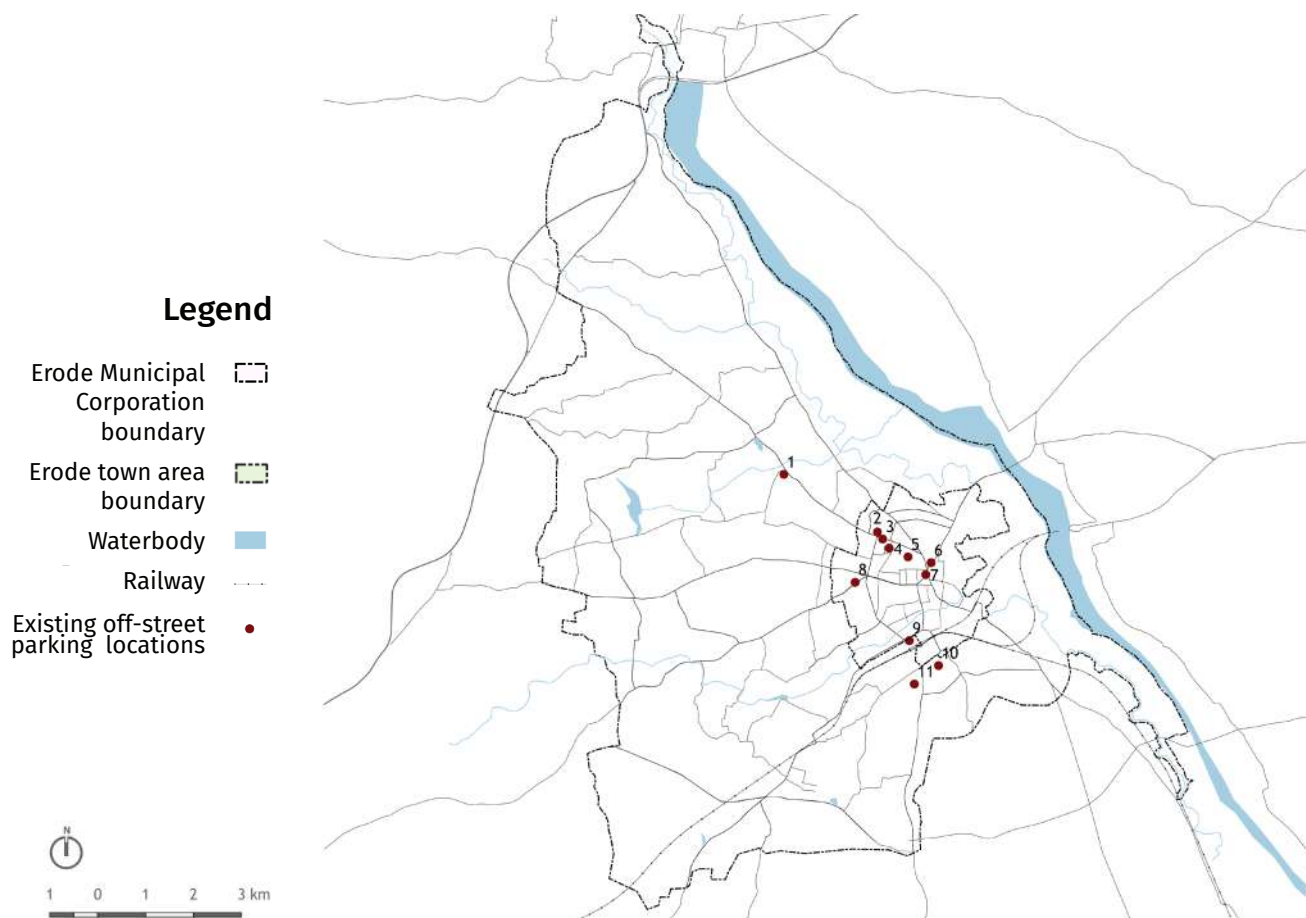 Legend
Erode Municipal
Corporation
boundary
Erode town area
boundary
Waterbody
Railway
Existing off-street
parking locations
N
1 0 1 2 3 km
1
2
3
4
5
6
7
8
9
10
11